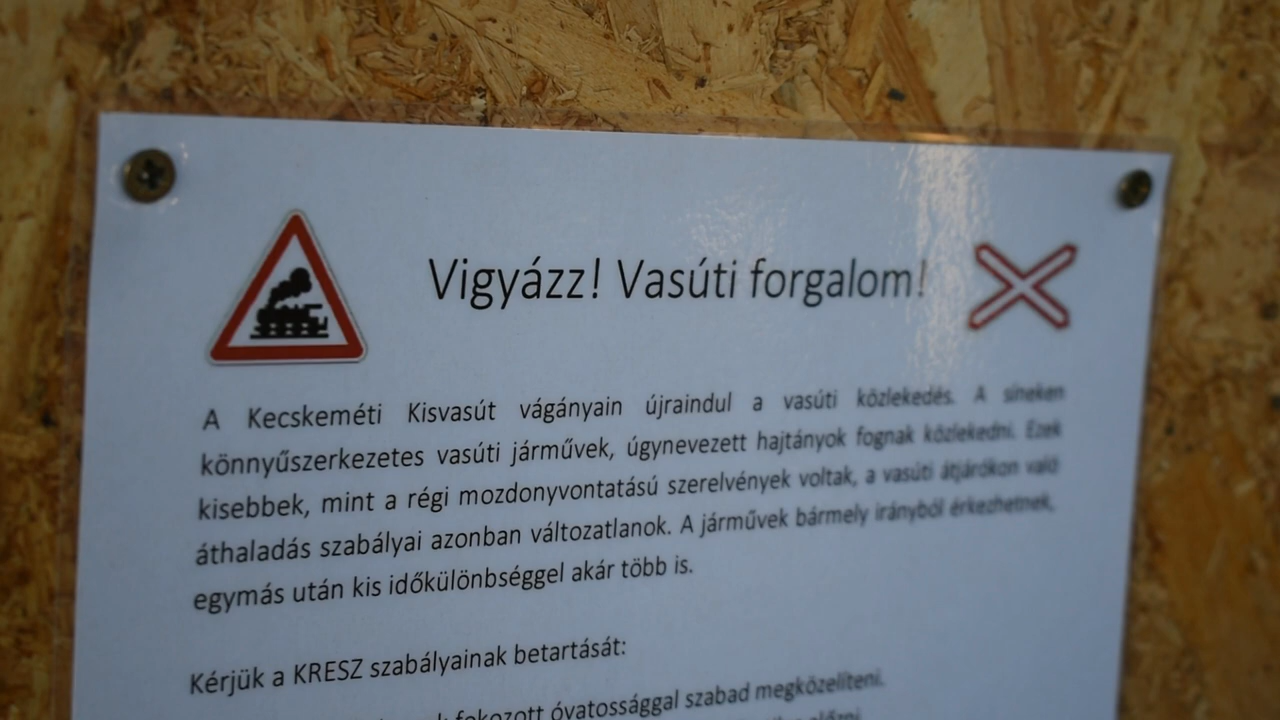 Vigyázz! Vasúti forgalom!
A Kecskeméti Kisvasút vágányain újraindul a vasúti közlekedés. A síneken
könnyűszerkezetes vasúti járművek, úgynevezett hajtányok fognak közlekedni. Ezek
kisebbek, mint a régi mozdonyvontatású szerelvények voltak, a vasúti átjárókon való
áthaladás szabályai azonban változatlanok. A járművek bármely irányból érkezhetnek,
egymás után kis időkülönbséggel akár több is.
Kérjük a KRESZ szabályainak betartását:
fokozott óvatossággal szabad megközelíteni.